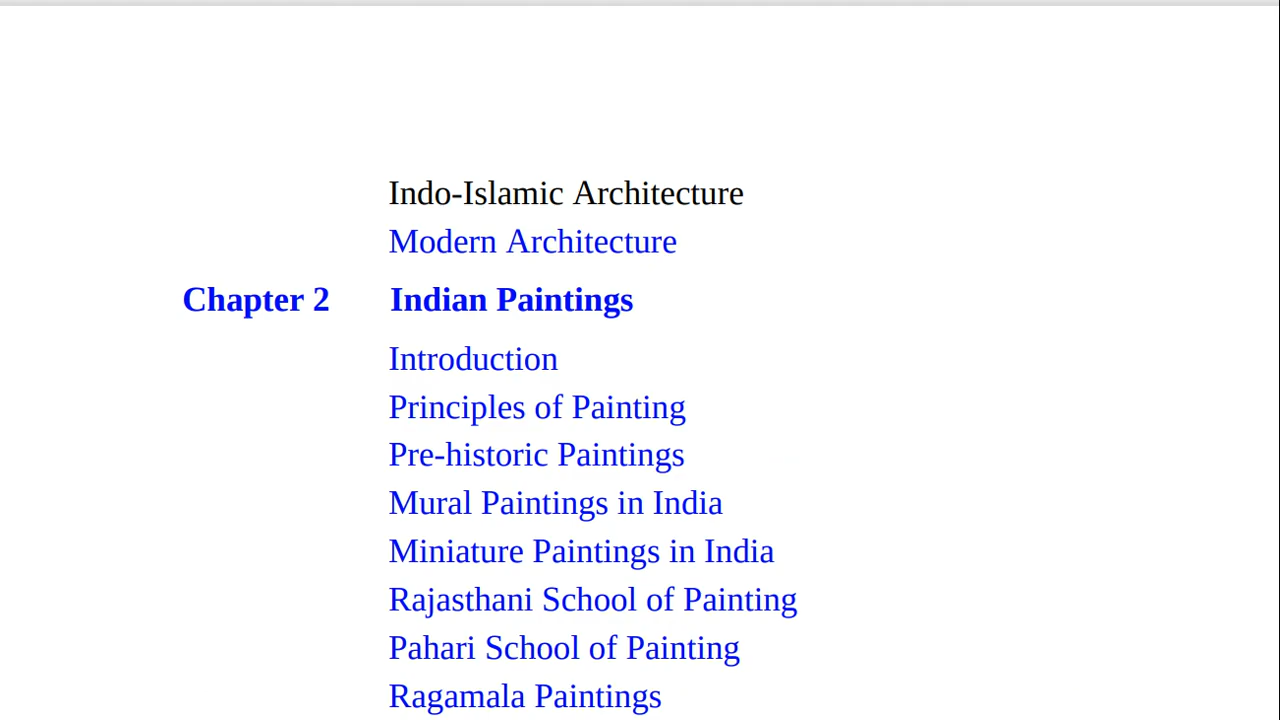 Indo-Islamic Architecture
Modern Architecture
Chapter 2 Indian Paintings
Introduction
Principles of Painting
Pre-historic Paintings
Mural Paintings in India
Miniature Paintings in India
Rajasthani School of Painting
Pahari School of Painting
Ragamala Paintings